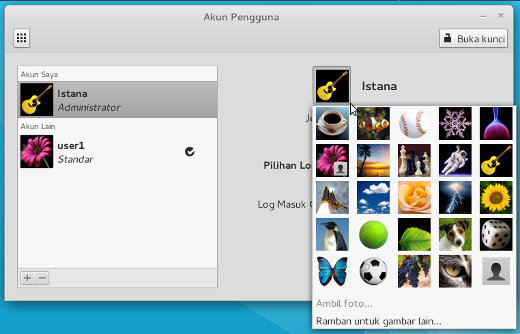 Akun Pengguna
Buka kunci
Akun Saya
Istana
Administrator
Akun Lain
user1
Standar
Istana
Pilihan Lo
Log Masuk
Ambil foto...
Ramban untuk gambar lain...